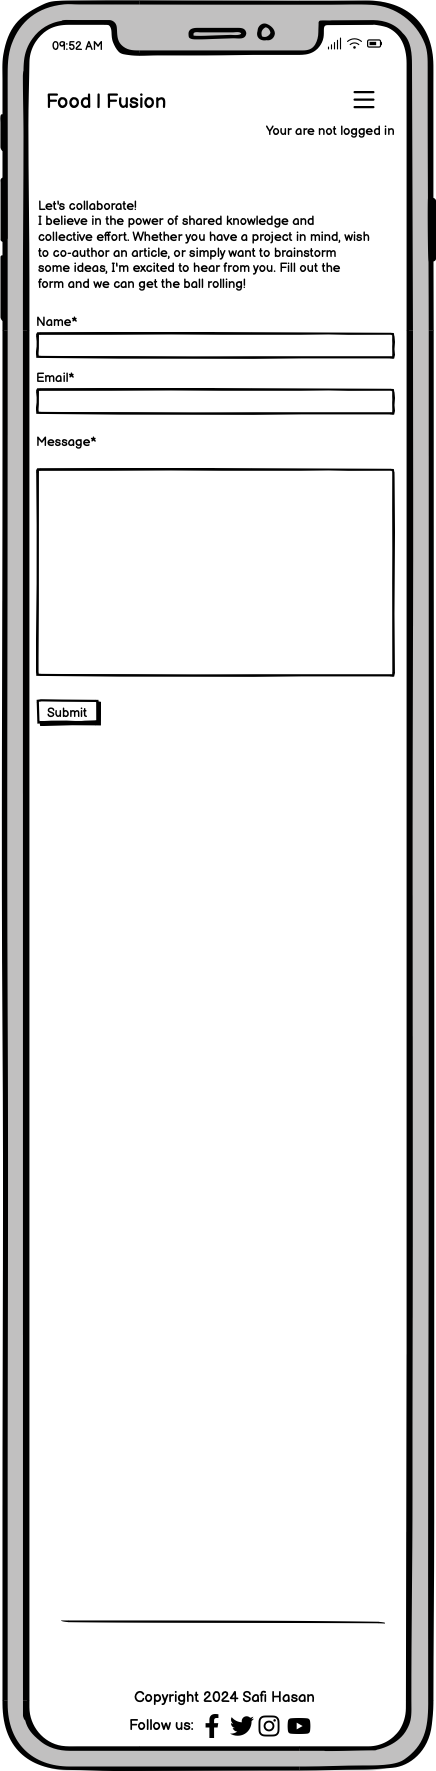 09:52 AM
Food | Fusion
Your are not logged in
Let's collaborate!
I believe in the power of shared knowledge and
collective effort. Whether you have a project in mind, wish
to co-author an article, or simply want to brainstorm
some ideas, I'm excited to hear from you. Fill out the
form and we can get the ball rolling!
Name*
Email*
Message*
Submit
Copyright 2024 Safi Hasan
Follow us: